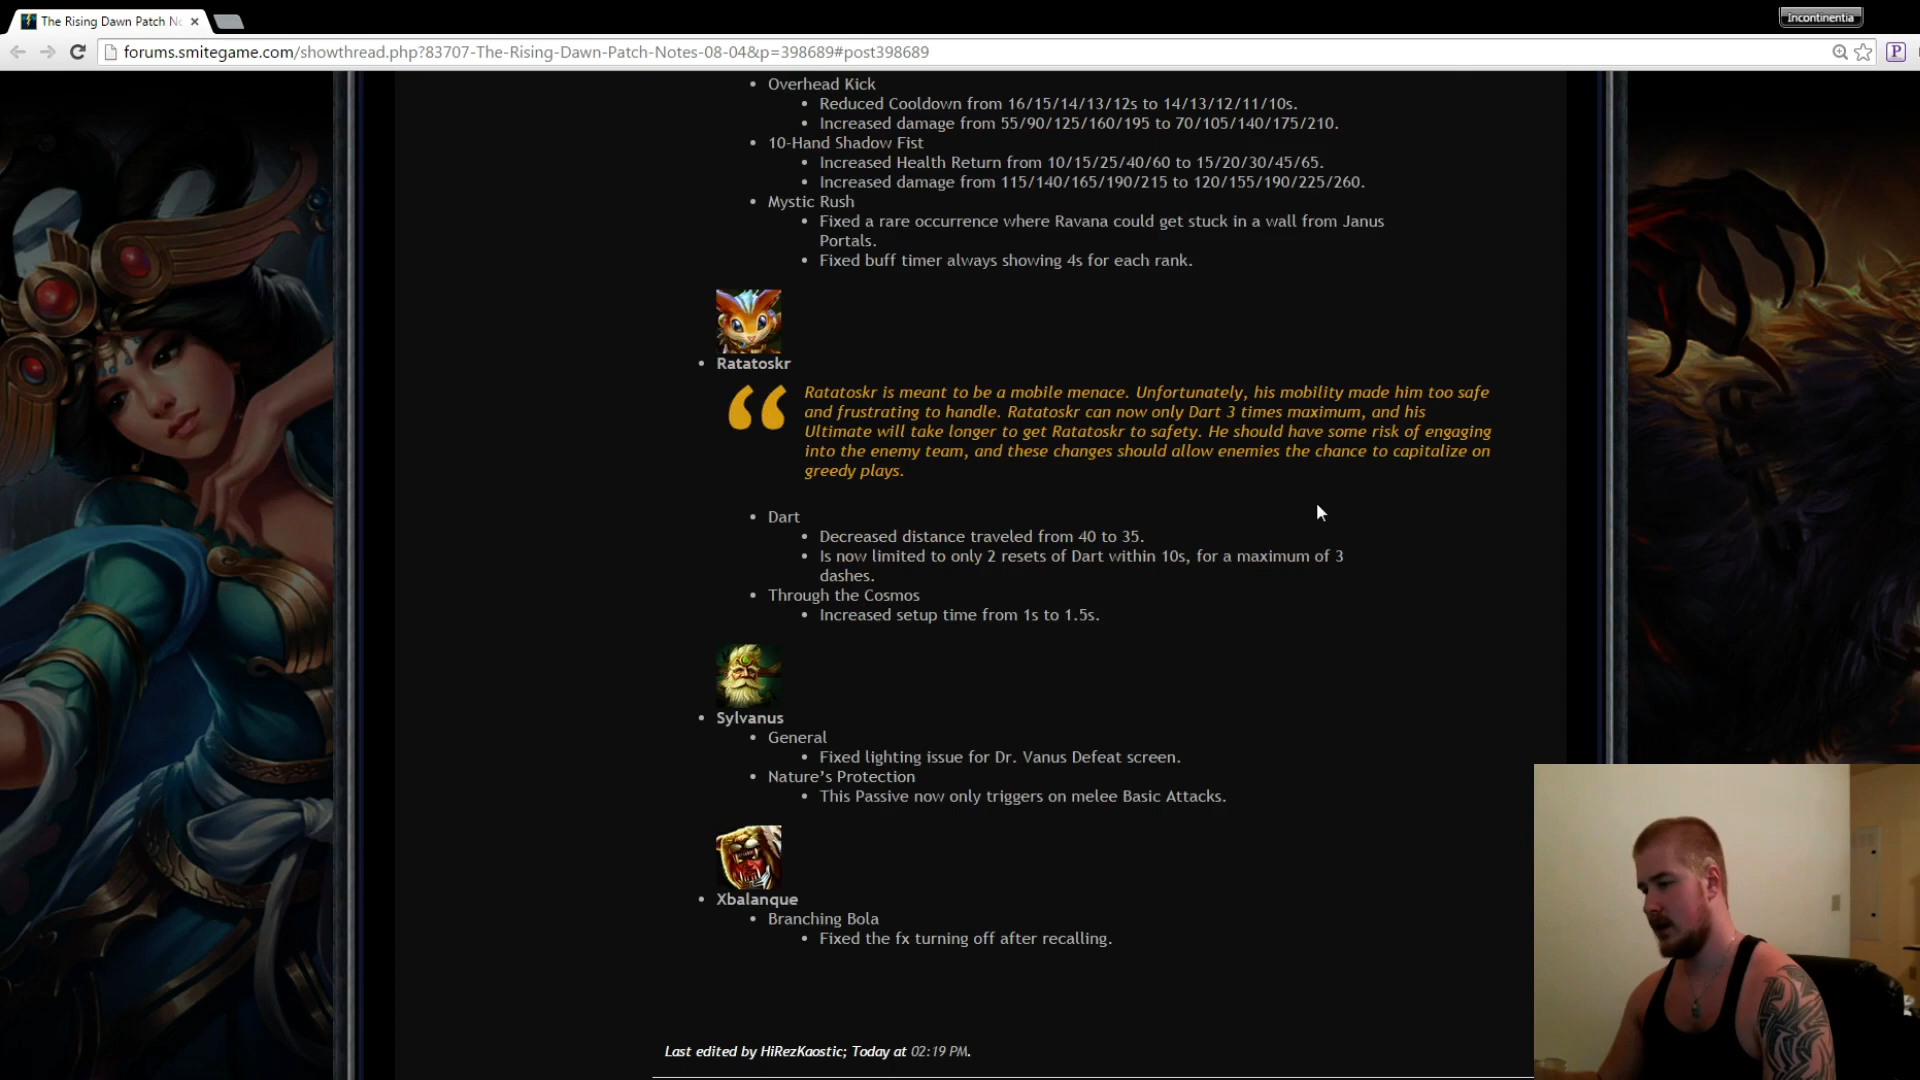 The Rising Dawn Patch No
Incontinentia
forums.smitegame.com/showthread.php?83707-The-Rising-Dawn-Patch-Notes-08-04&p=398689#post398689
P
• Overhead Kick
• Reduced Cooldown from 16/15/14/13/12s to 14/13/12/11/10s.
• Increased damage from 55/90/125/160/195 to 70/105/140/175/210.
• 10-Hand Shadow Fist
• Increased Health Return from 10/15/25/40/60 to 15/20/30/45/65.
• Increased damage from 115/140/165/190/215 to 120/155/190/225/260.
• Mystic Rush
• Fixed a rare occurrence where Ravana could get stuck in a wall from Janus
Portals.
• Fixed buff timer always showing 4s for each rank.
• Ratatoskr
“ Ratatoskr is meant to be a mobile menace. Unfortunately, his mobility made him too safe
and frustrating to handle. Ratatoskr can now only Dart 3 times maximum, and his
Ultimate will take longer to get Ratatoskr to safety. He should have some risk of engaging
into the enemy team, and these changes should allow enemies the chance to capitalize on
greedy plays.
• Dart
• Decreased distance traveled from 40 to 35.
• Is now limited to only 2 resets of Dart within 10s, for a maximum of 3
dashes.
• Through the Cosmos
• Increased setup time from 1s to 1.5s.
• Sylvanus
• General
• Fixed lighting issue for Dr. Vanus Defeat screen.
• Nature’s Protection
• This Passive now only triggers on melee Basic Attacks.
• Xbalanque
• Branching Bola
• Fixed the fx turning off after recalling.
Last edited by HiRezKaostic; Today at 02:19 PM.